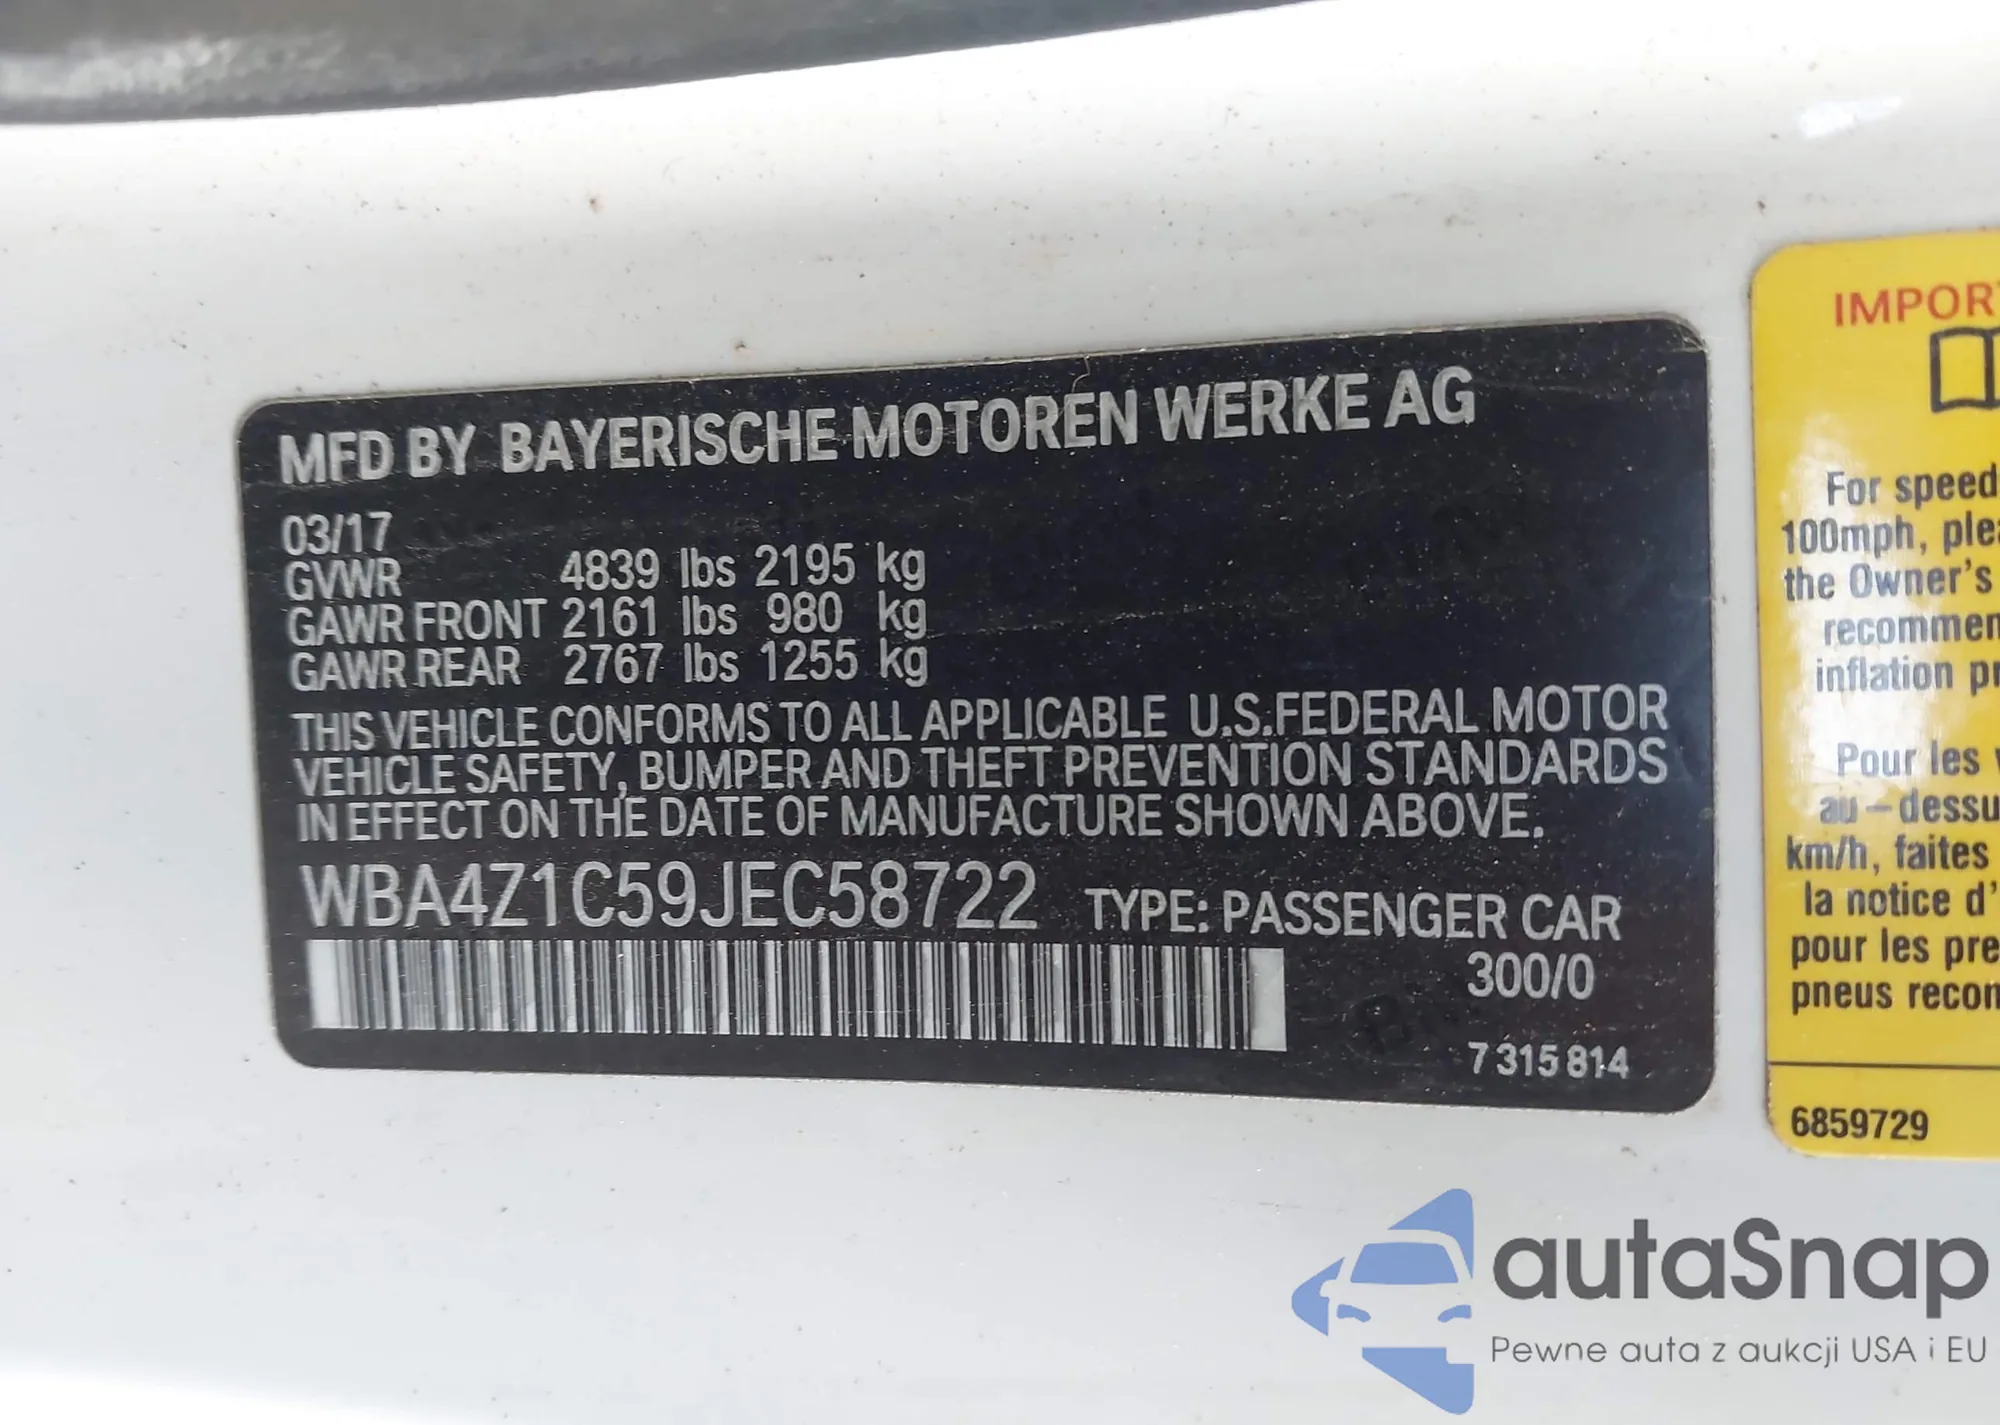 MFD BY BAYERISCHE MOTOREN WERKE AG
03/17
GVWR 4839 lbs 2195 kg
GAWR FRONT 2161 lbs 980 kg
GAWR REAR 2767 lbs 1255 kg
THIS VEHICLE CONFORMS TO ALL APPLICABLE U.S.FEDERAL MOTOR
VEHICLE SAFETY, BUMPER AND THEFT PREVENTION STANDARDS
IN EFFECT ON THE DATE OF MANUFACTURE SHOWN ABOVE.
WBA4Z1C59JEC58722 TYPE: PASSENGER CAR
300/0
7 315 814
IMPOR
For speed
100mph, plea
the Owner's
recommen
inflation pr
Pour les v
au-dessu
km/h, faites
la notice d'
pour les pre
pneus recon
6859729
autaSnap
Pewne auta z aukcji USA i EU